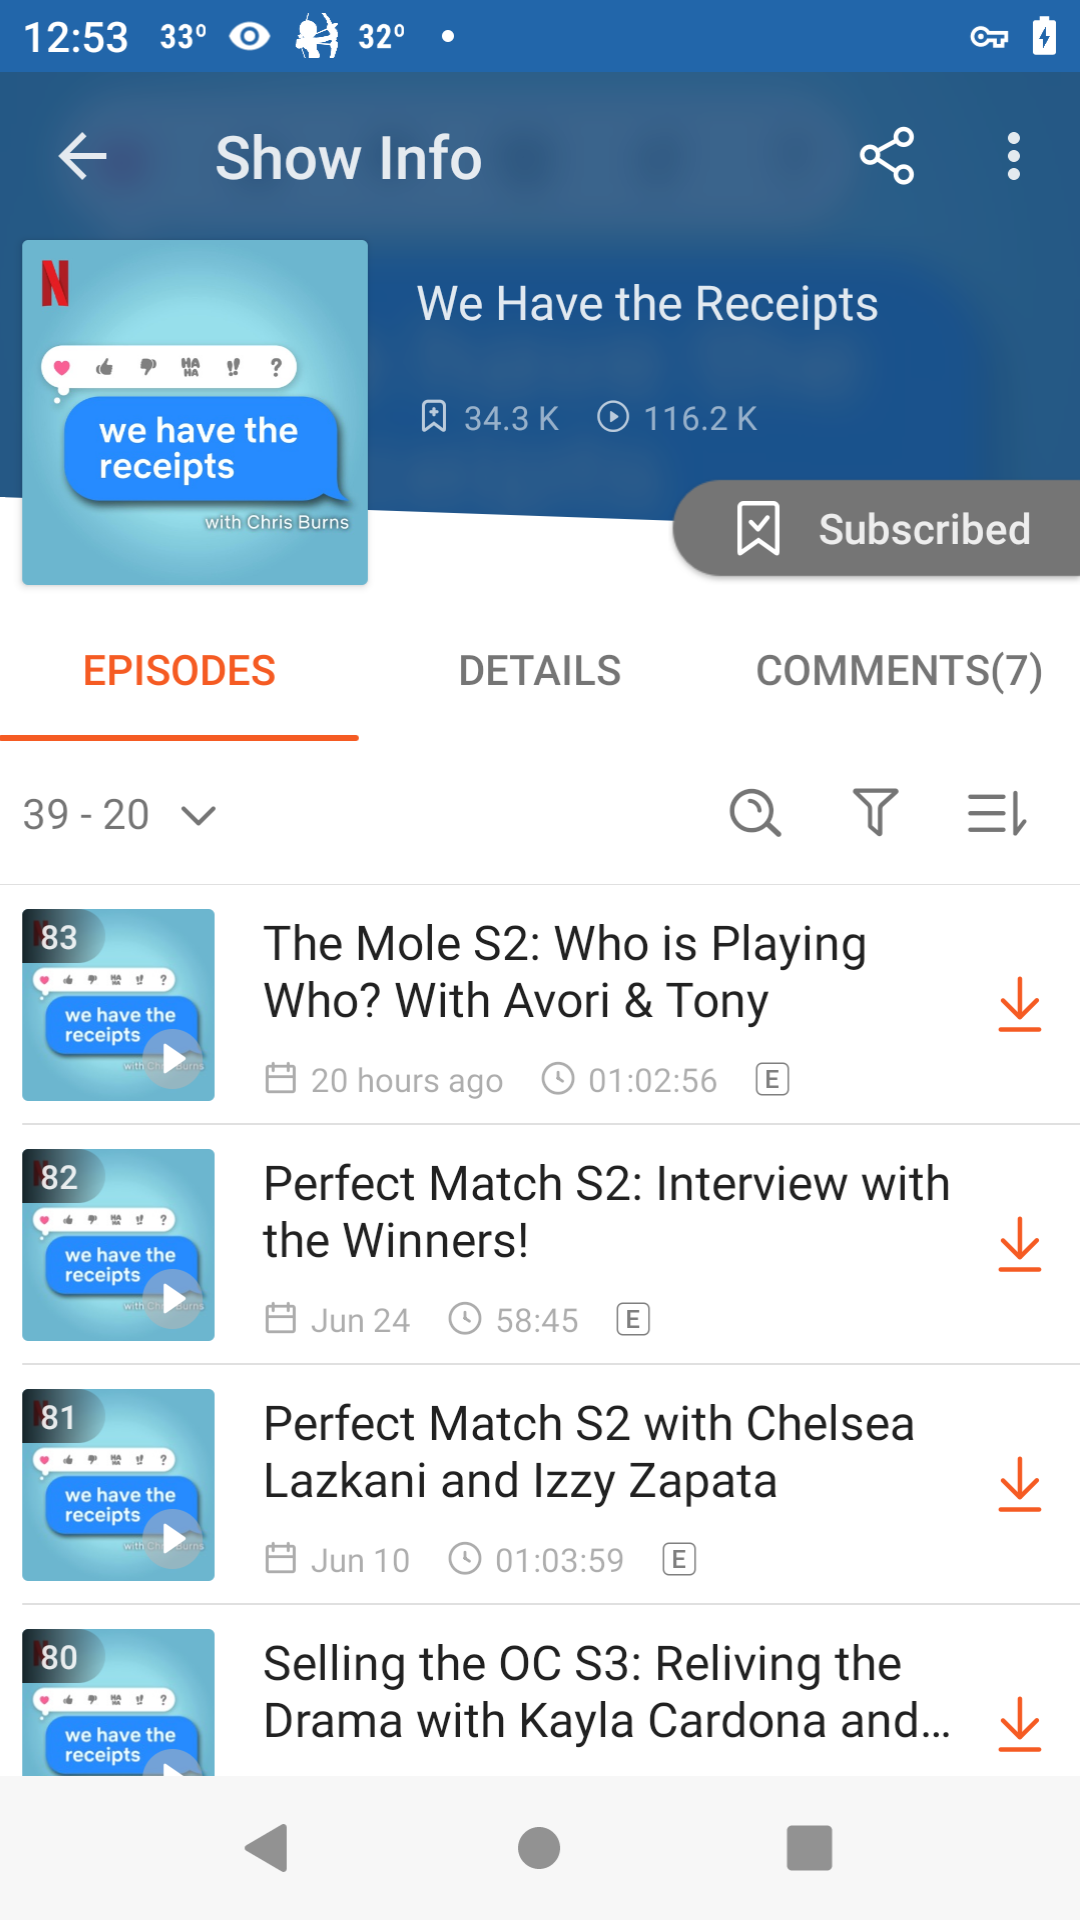 12:53 33° 32°
Show Info
N
HA
HA
?
we have the
receipts
with Chris Burns
We Have the Receipts
34.3 K 116.2 K
Subscribed
EPISODES DETAILS COMMENTS(7)
39 - 20
83
we have the
receipts
The Mole S2: Who is Playing
Who? With Avori & Tony
20 hours ago 01:02:56 E
82
we have the
receipts
Perfect Match S2: Interview with
the Winners!
Jun 24 58:45 E
81
we have the
receipts
Perfect Match S2 with Chelsea
Lazkani and Izzy Zapata
Jun 10 01:03:59 E
80
we have the
receipts
Selling the OC S3: Reliving the
Drama with Kayla Cardona and...